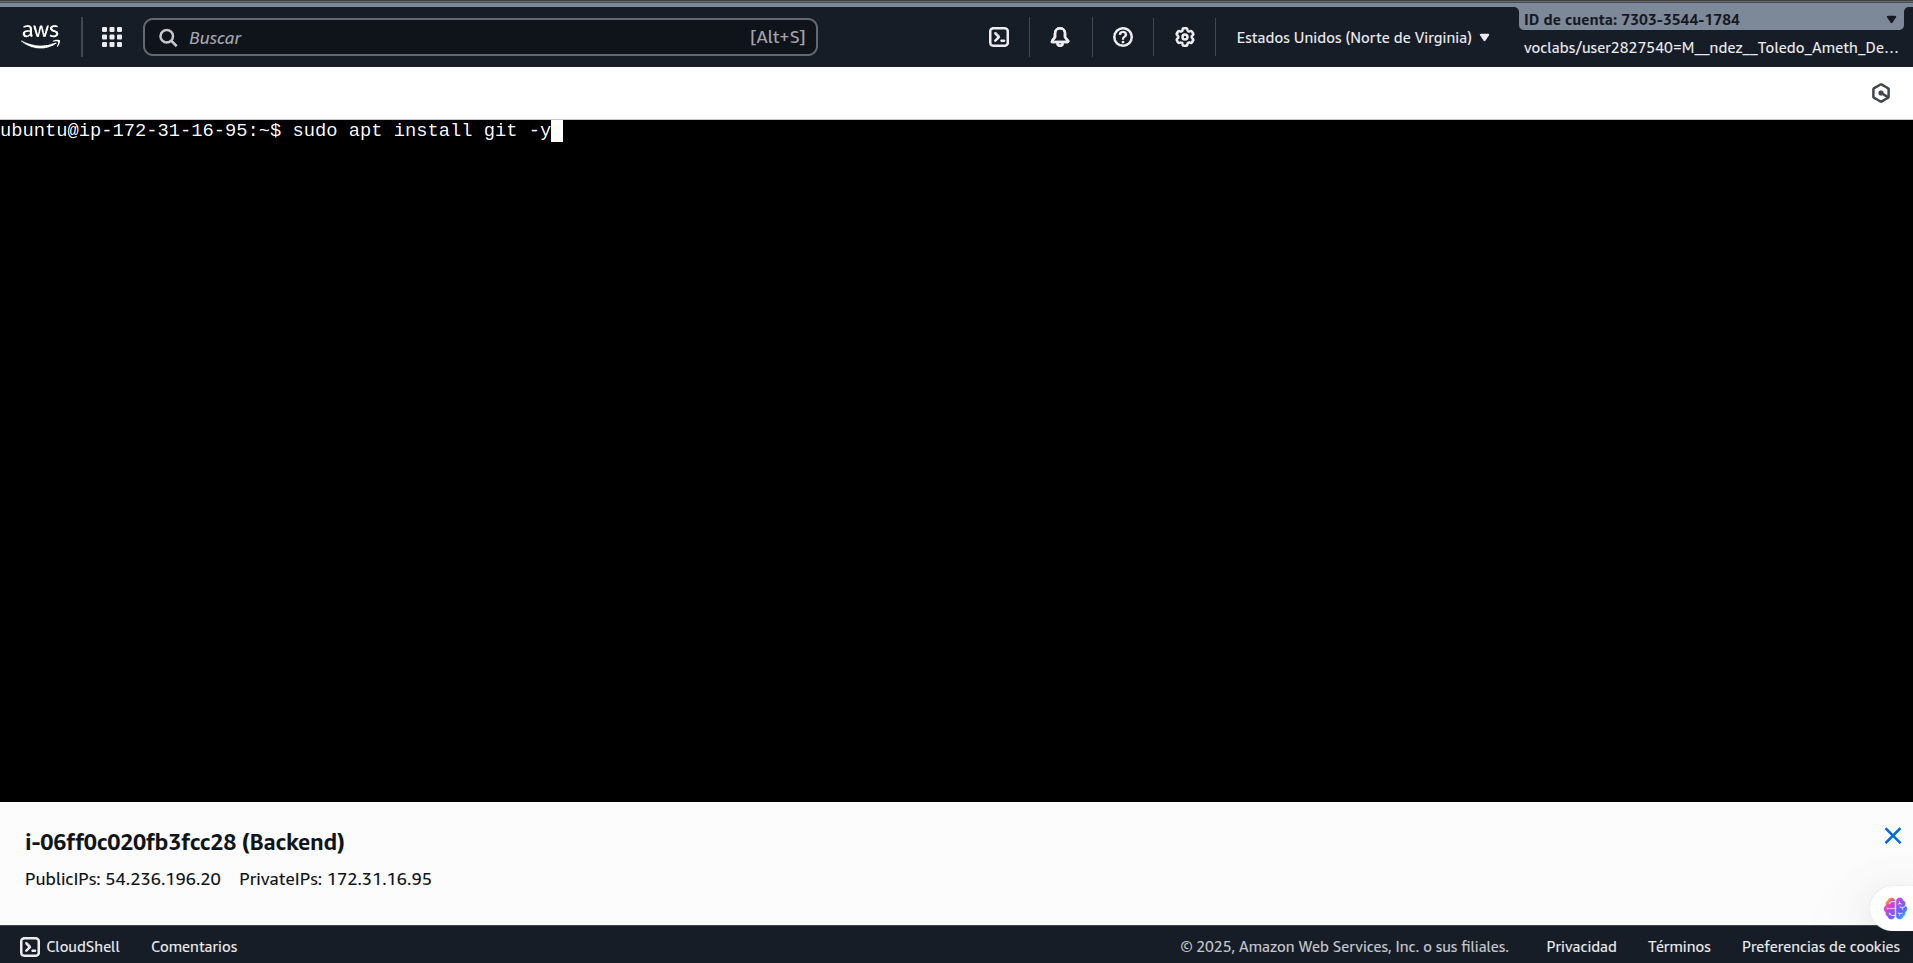 aws
Buscar [Alt+S]
Estados Unidos (Norte de Virginia)
ID de cuenta: 7303-3544-1784
voclabs/user2827540=M__ndez__Toledo_Ameth_De...
ubuntu@ip-172-31-16-95:~$ sudo apt install git -y
i-06ff0c020fb3fcc28 (Backend)
PublicIPs: 54.236.196.20 PrivateIPs: 172.31.16.95
CloudShell Comentarios © 2025, Amazon Web Services, Inc. o sus filiales. Privacidad Términos Preferencias de cookies